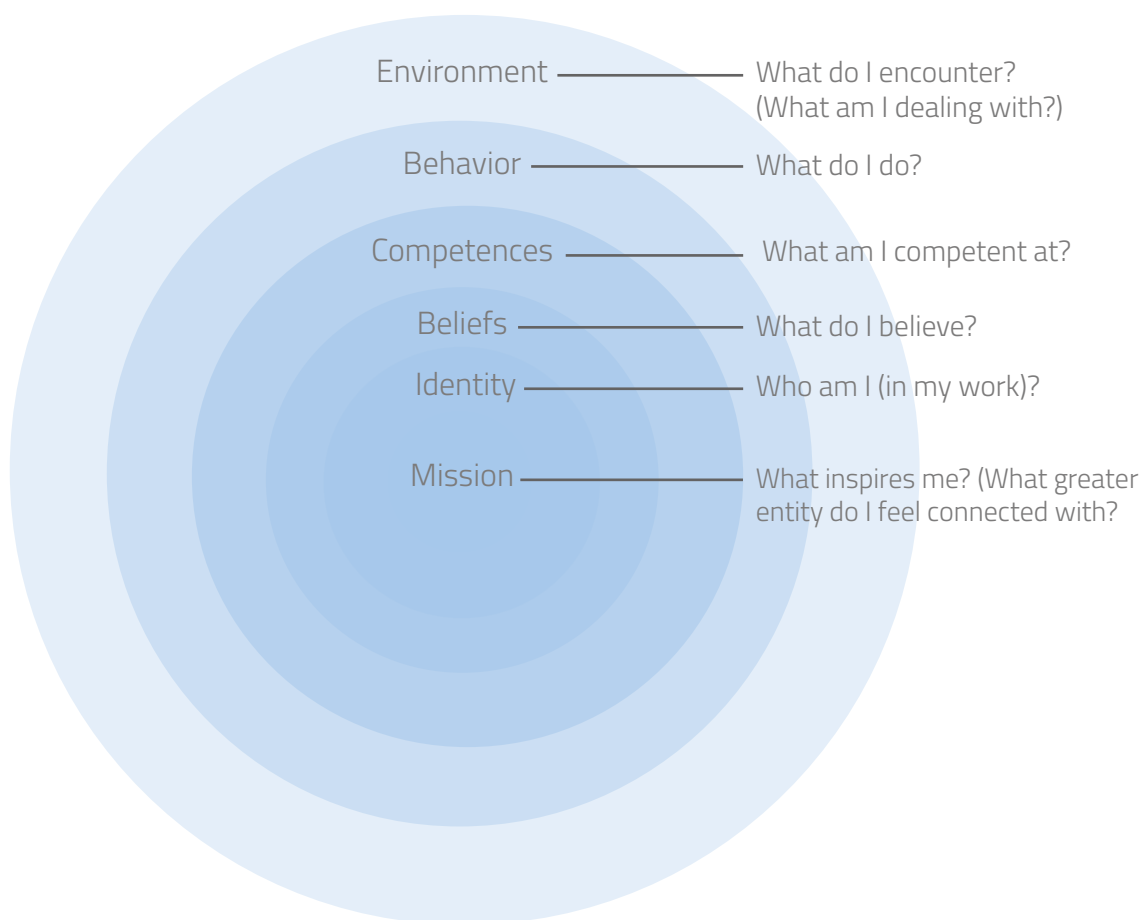 Environment
What do I encounter?
(What am I dealing with?)
Behavior
What do I do?
Competences
What am I competent at?
Beliefs
What do I believe?
Identity
Who am I (in my work)?
Mission
What inspires me? (What greater
entity do I feel connected with?